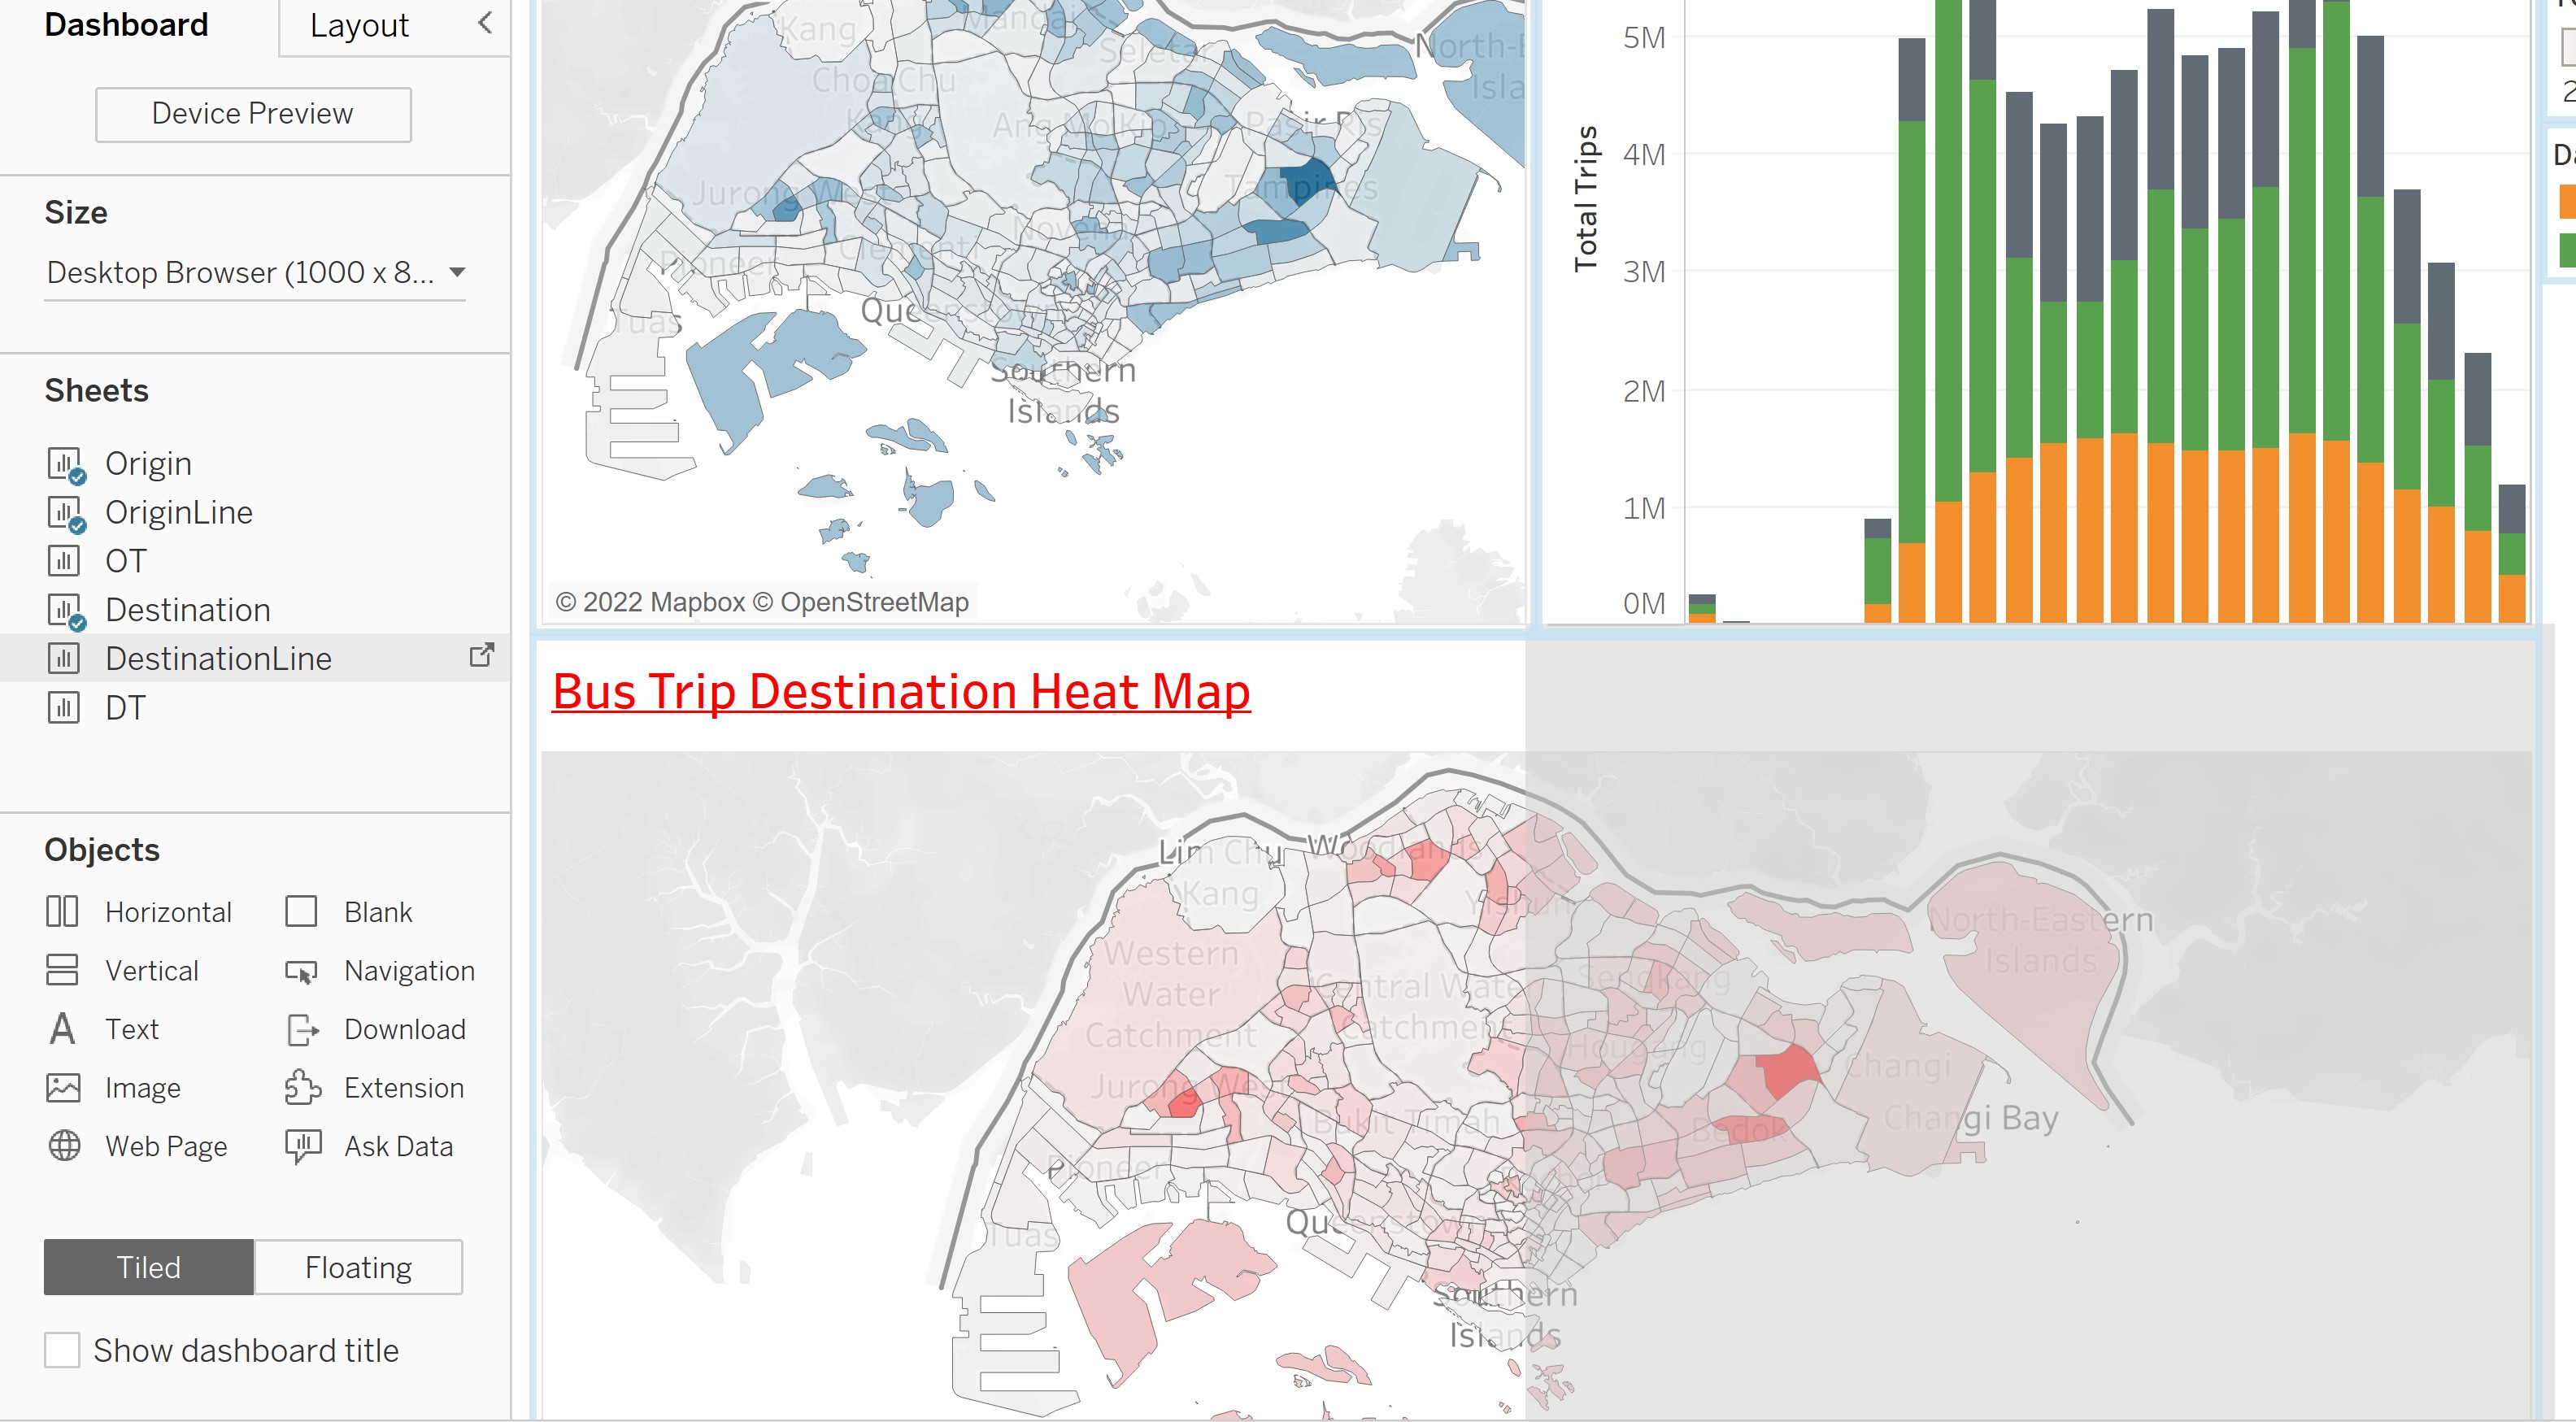 Dashboard
Layout
Device Preview
Size
Desktop Browser (1000 x 8...
Sheets
Origin
OriginLine
OT
Destination
DestinationLine
DT
Objects
Horizontal
Blank
Vertical
Navigation
Text
Download
Image
Extension
Web Page
Ask Data
Tiled
Floating
Show dashboard title
Kang
Mandai
Seletar
Choa Chu
Kang
Ang Mo Kio
Pasir Ris
Jurong West
Tampines
Novena
Clementi
Pioneer
Tuas
Southern
Islands
© 2022 Mapbox © OpenStreetMap
Total Trips
5M
4M
3M
2M
1M
0M
Bus Trip Destination Heat Map
Lim Chu
Kang
Woodlands
Yishun
Western
Water
Catchment
Central Water
Catchment
Sengkang
North-Eastern
Islands
Hougang
Changi
Jurong West
Bukit Timah
Bedok
Changi Bay
Pioneer
Queenstown
Tuas
Southern
Islands